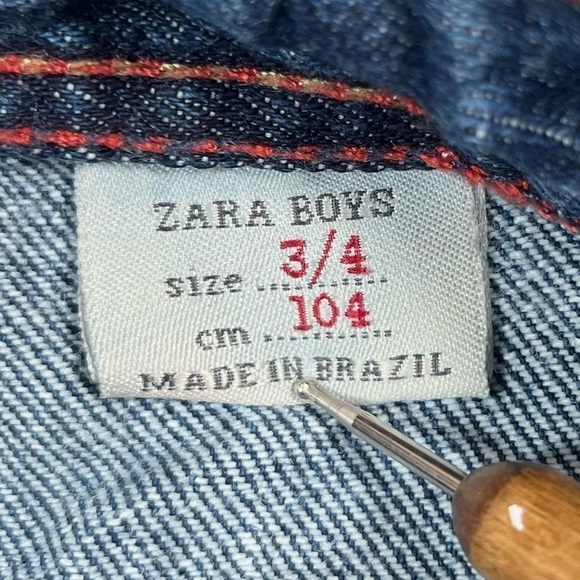 ZARA BOYS
size 3/4
cm 104
MADE IN BRAZIL